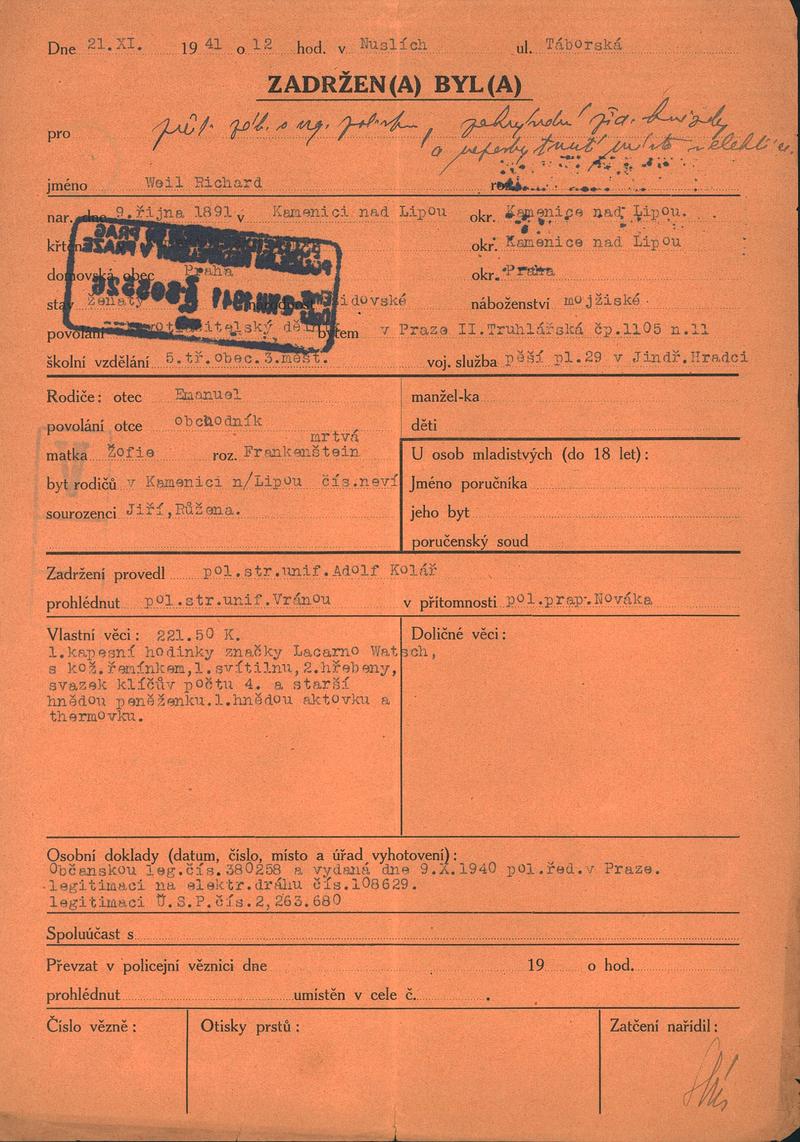 Dne 21.XI. 1941 o 12 hod. v Nuslích ul. Táborská
ZADRŽEN(A) BYL(A)
pro
jméno Weil Richard
nar. dne 9.října 1891 v Kamenici nad Lipou okr. Kamenice nad Lipou.
okr. Kamenice nad Lipou
domovská obec Praha okr. Praha
stav ženatý židovské náboženství mojžíské
povolání bytem v Praze II.Truhlářská čp.1105 n.11
školní vzdělání 5.tř.obec.3.měšt. voj. služba pěší pl.29 v Jindř.Hradci
Rodiče: otec Emanuel manžel-ka
povolání otce obchodník děti
mrtvá
matka Žofie roz. Frankenštein U osob mladistvých (do 18 let):
byt rodičů v Kamenici n/Lipou čís.neví Jméno poručníka
sourozenci Jiří,Růžena. jeho byt
poručenský soud
Zadržení provedl pol.str.unif.Adolf Kolář
prohlédnut pol.str.unif.Vránou v přítomnosti pol.prap.Nováka
Vlastní věci: 221.50 K. Doličné věci:
1.kapesní hodinky značky Lacarno Watsch,
s kož.řemínkem,1.svítilnu,2.hřebeny,
svazek klíčův počtu 4. a starší
hnědou peněženku.1.hnědou aktovku a
thermovku.
Osobní doklady (datum, číslo, místo a úřad vyhotovení):
Občanskou leg.čís.380258 a vydaná dne 9.X.1940 pol.řed.v Praze.
legitimaci na elektr.dráhu čís.108629.
legitimaci Ú.S.P.čís.2,263.680
Spoluúčast s
Převzat v policejní věznici dne 19 o hod.
prohlédnut umístěn v cele č. .
Číslo vězně: Otisky prstů: Zatčení nařídil: